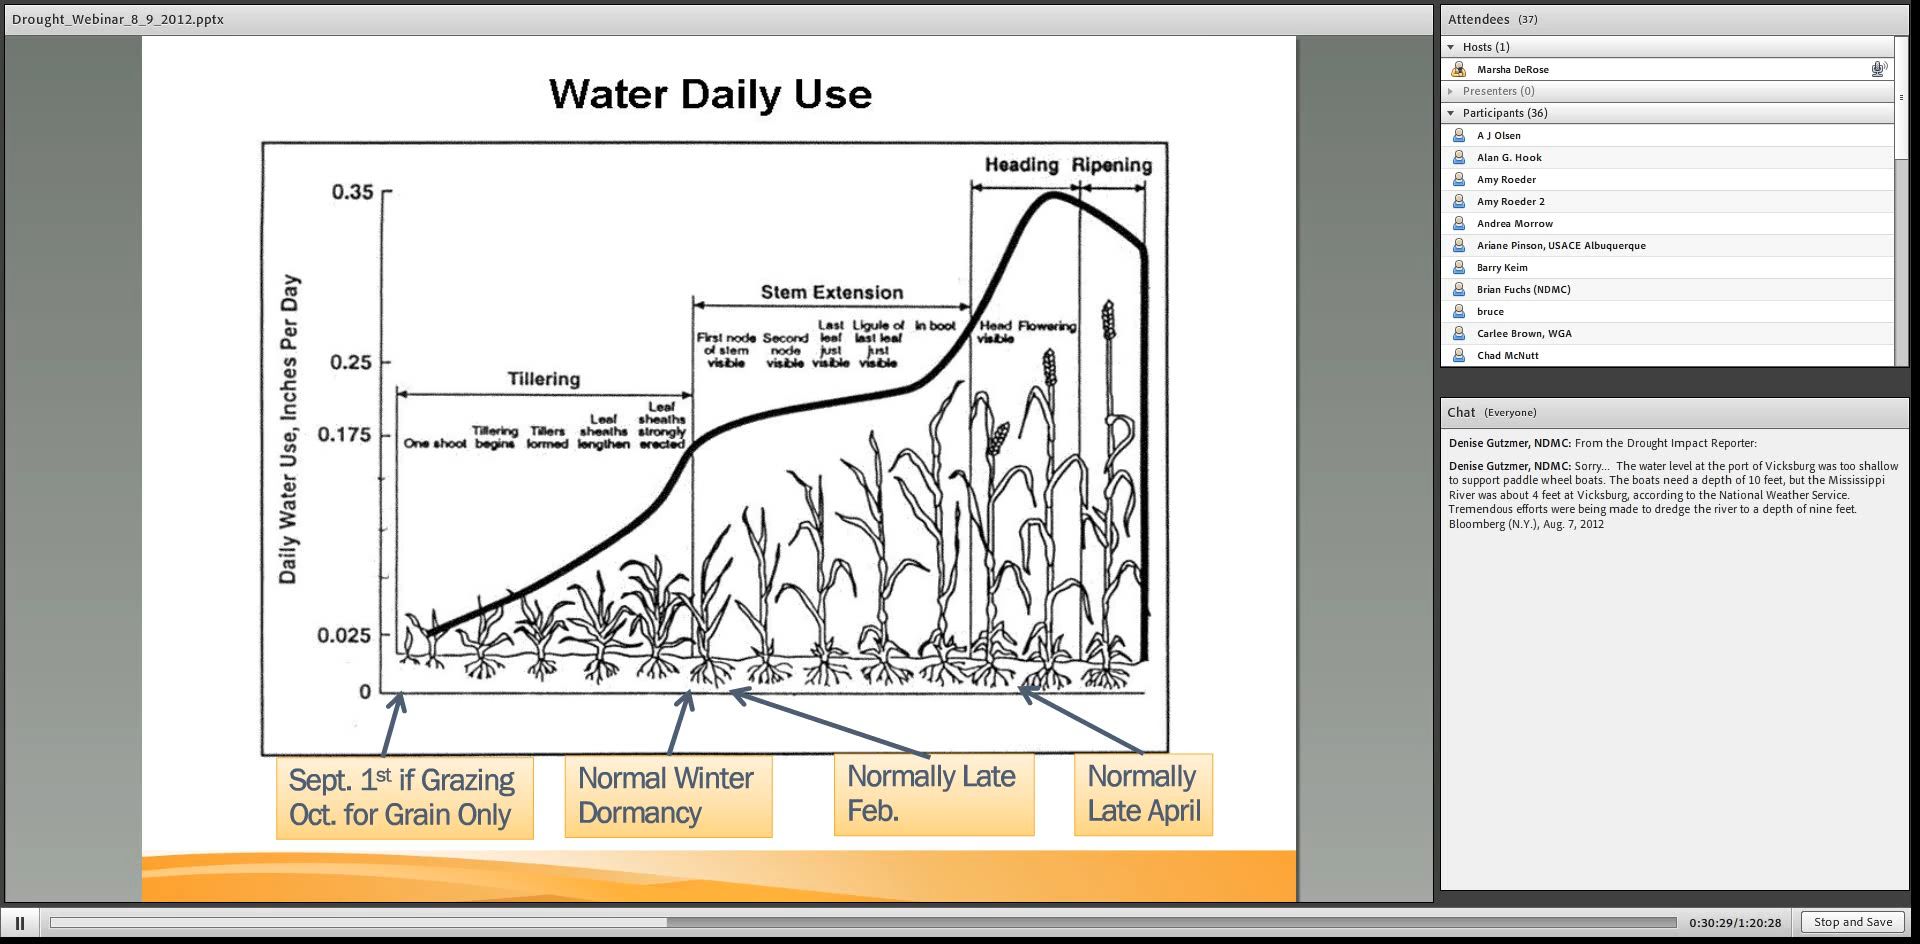 Drought_Webinar_8_9_2012.pptx
Water Daily Use
Heading Ripening
0.35
Stem Extension
First node of stem visible
Second node visible
Last leaf just visible
Ligule of last leaf just visible
In boot
Head visible
Flowering
0.25
Tillering
One shoot
Tillering begins
Tillers formed
Leaf sheaths lengthen
Leaf sheaths strongly erected
0.175
Daily Water Use, Inches Per Day
0.025
0
Sept. 1st if Grazing
Oct. for Grain Only
Normal Winter
Dormancy
Normally Late
Feb.
Normally
Late April
Attendees (37)
Hosts (1)
Marsha DeRose
Presenters (0)
Participants (36)
A J Olsen
Alan G. Hook
Amy Roeder
Amy Roeder 2
Andrea Morrow
Ariane Pinson, USACE Albuquerque
Barry Keim
Brian Fuchs (NDMC)
bruce
Carlee Brown, WGA
Chad McNutt
Chat (Everyone)
Denise Gutzmer, NDMC: From the Drought Impact Reporter:
Denise Gutzmer, NDMC: Sorry... The water level at the port of Vicksburg was too shallow
to support paddle wheel boats. The boats need a depth of 10 feet, but the Mississippi
River was about 4 feet at Vicksburg, according to the National Weather Service.
Tremendous efforts were being made to dredge the river to a depth of nine feet.
Bloomberg (N.Y.), Aug. 7, 2012
0:30:29/1:20:28
Stop and Save